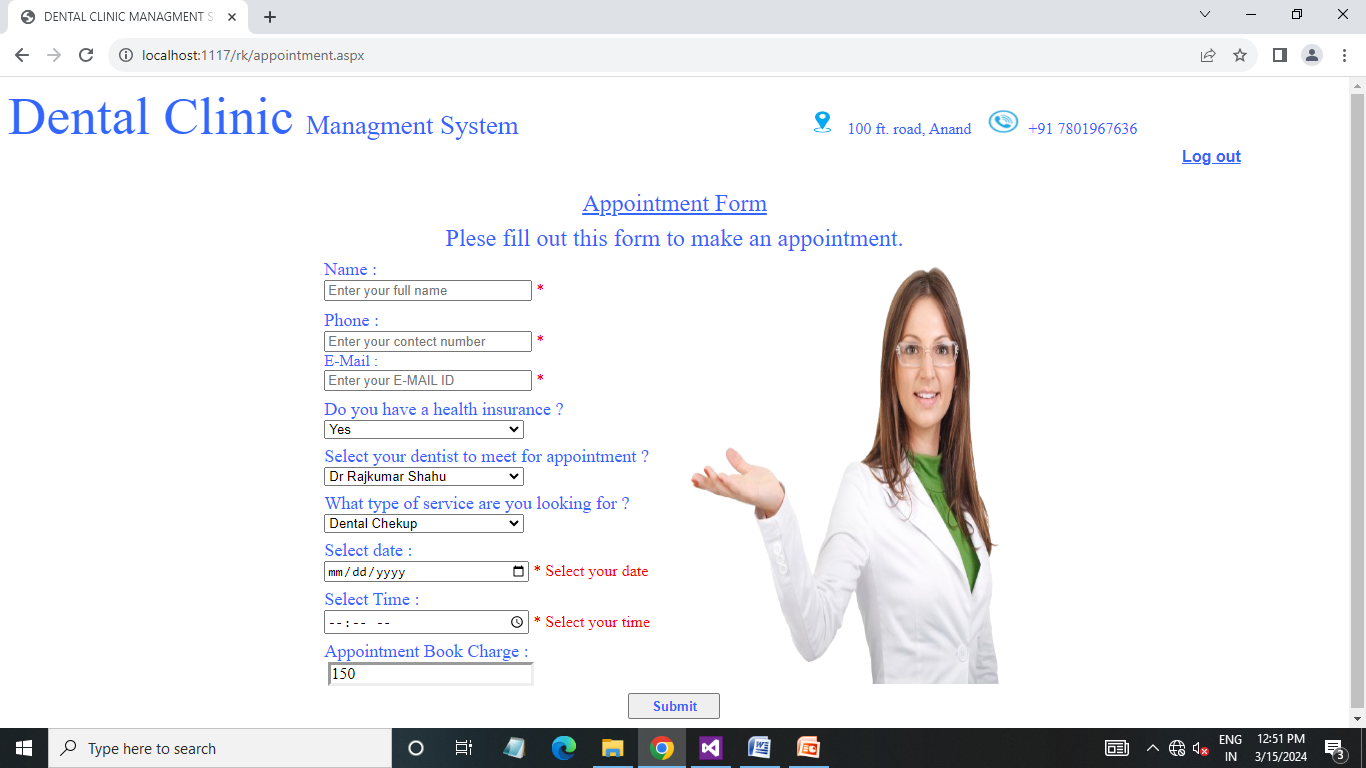 DENTAL CLINIC MANAGMENT S
localhost:1117/rk/appointment.aspx
Dental Clinic Managment System
100 ft. road, Anand +91 7801967636
Log out
Appointment Form
Plese fill out this form to make an appointment.
Name :
Enter your full name *
Phone :
Enter your contect number *
E-Mail :
Enter your E-MAIL ID *
Do you have a health insurance ?
Yes
Select your dentist to meet for appointment ?
Dr Rajkumar Shahu
What type of service are you looking for ?
Dental Chekup
Select date :
mm/dd/yyyy * Select your date
Select Time :
--:-- -- * Select your time
Appointment Book Charge :
150
Submit
Type here to search
ENG
IN
12:51 PM
3/15/2024
3